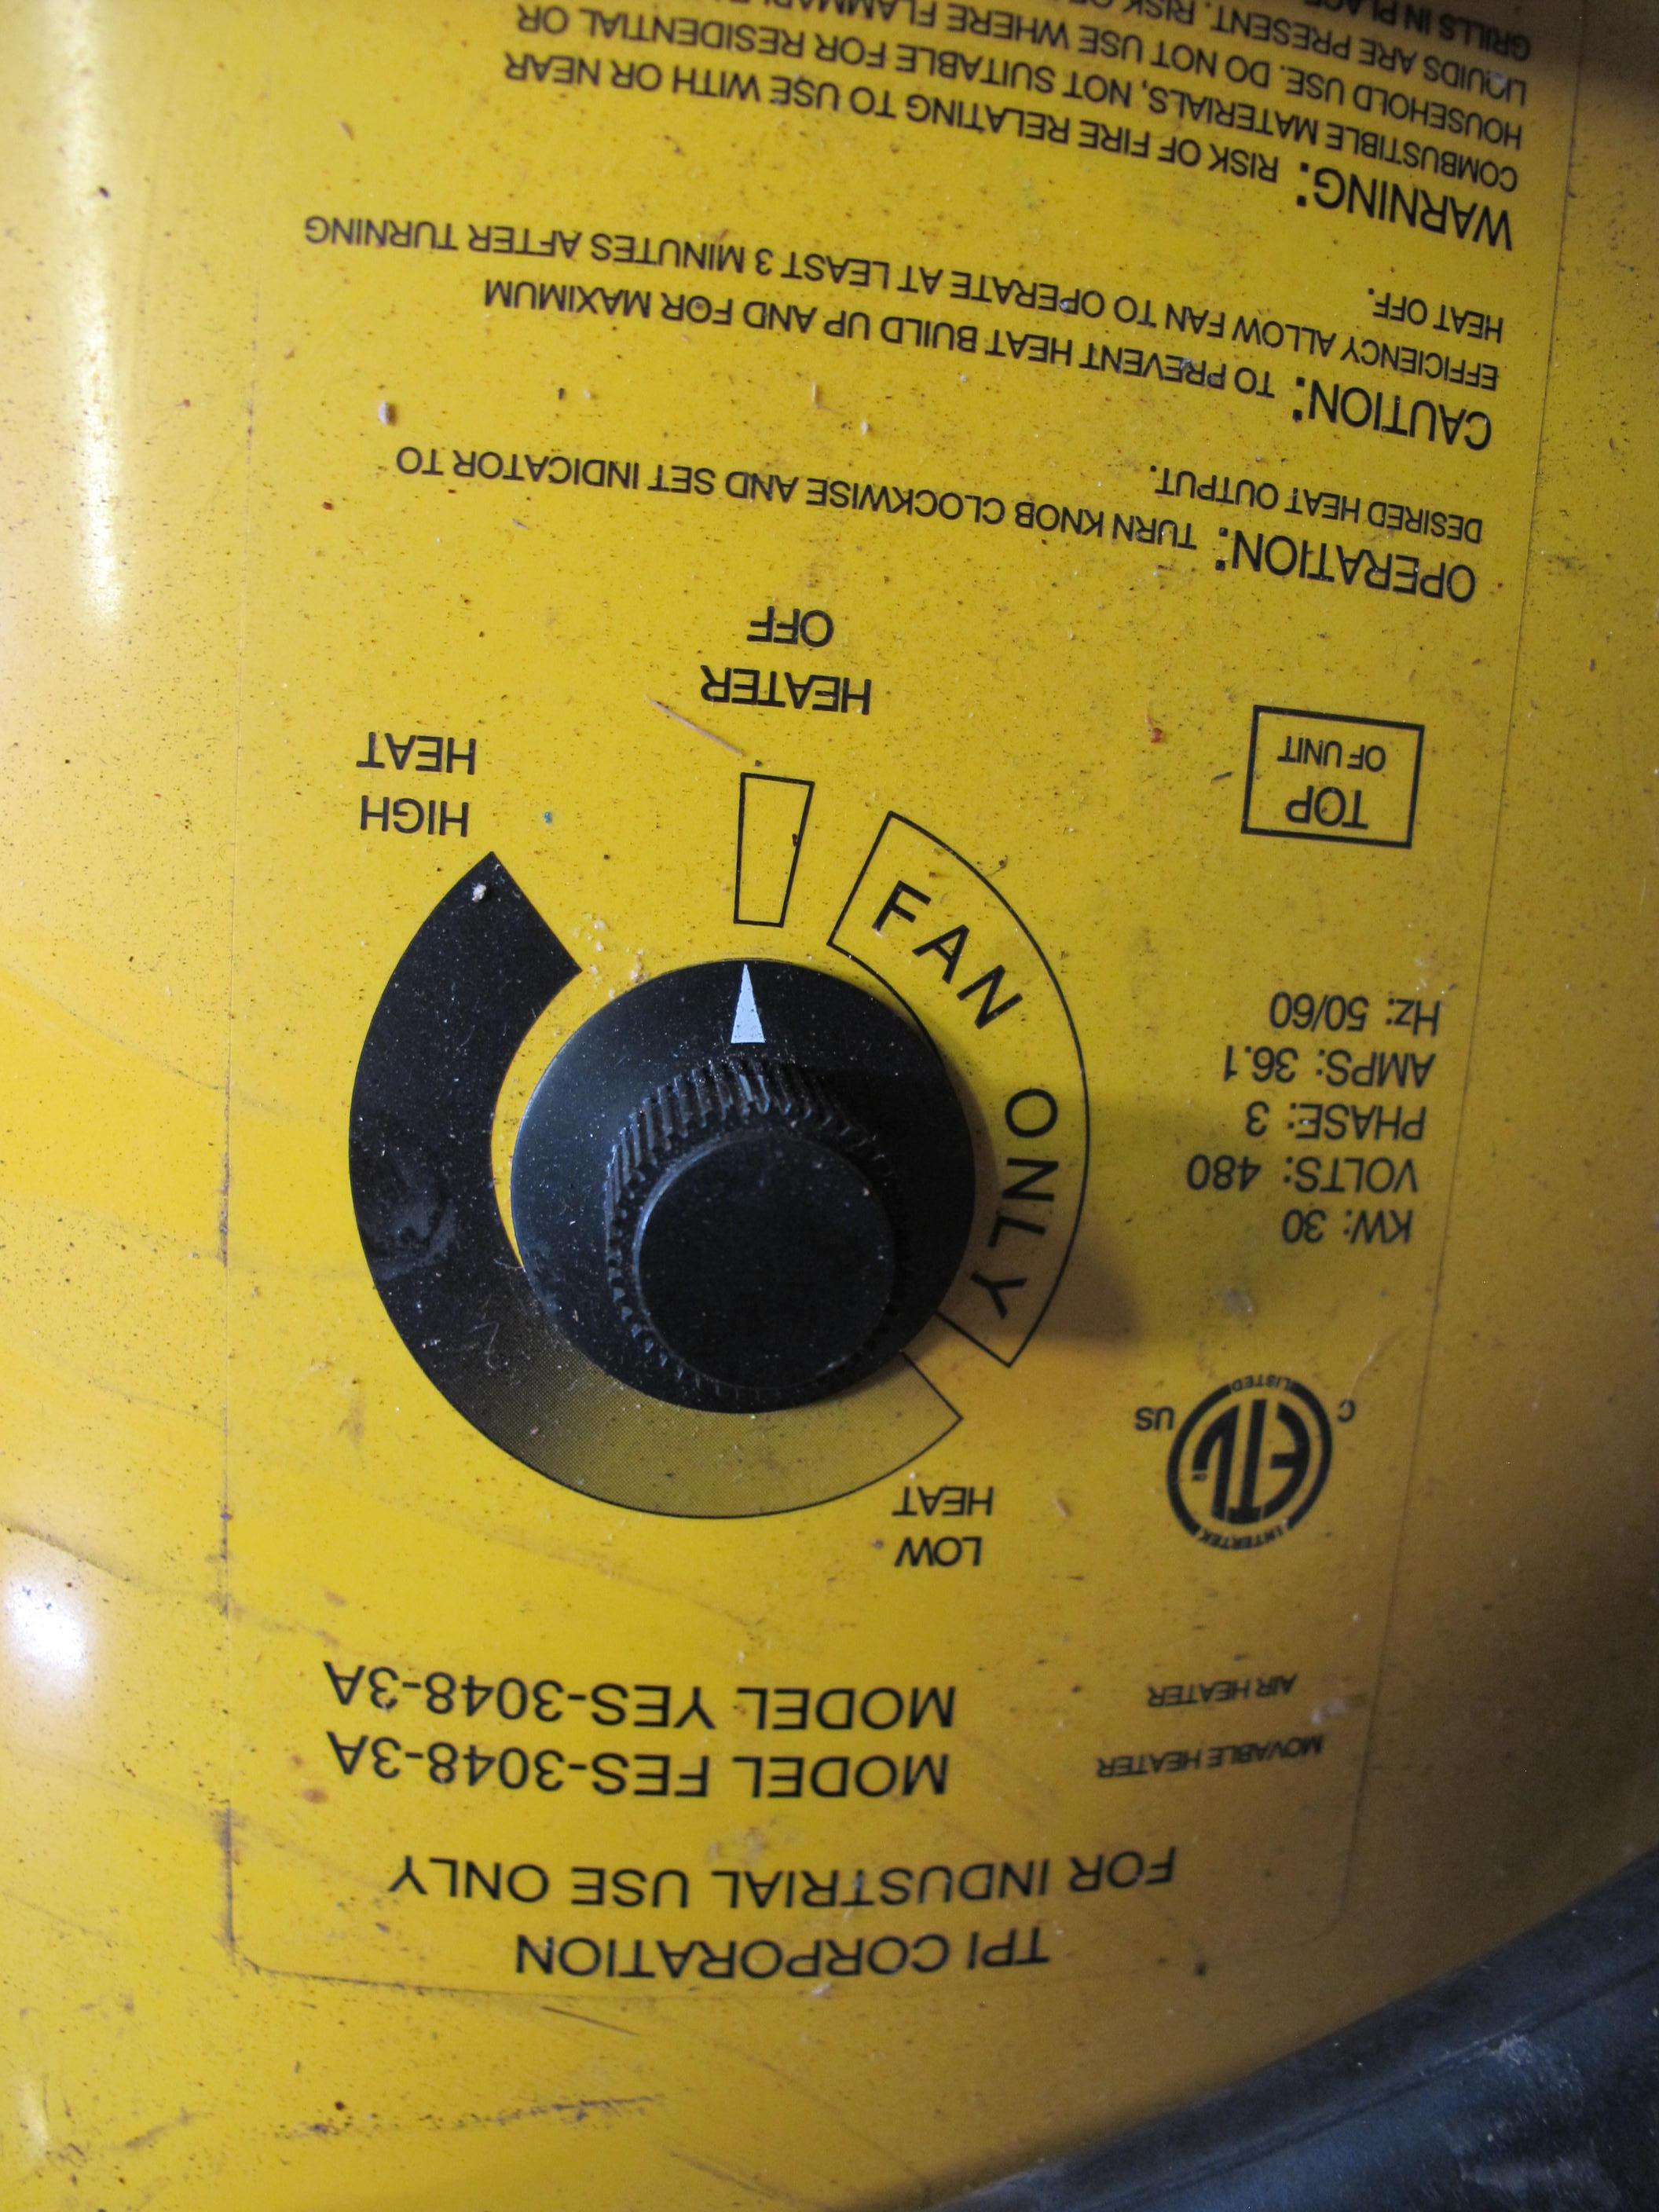 TPI CORPORATION
FOR INDUSTRIAL USE ONLY
MOVABLE HEATER
AIR HEATER
MODEL FES-3048-3A
MODEL YES-3048-3A
INTERTEK
ETL
CM
C
US
LISTED
LOW
HEAT
KW: 30
VOLTS: 480
PHASE: 3
AMPS: 36.1
Hz: 50/60
FAN ONLY
TOP
OF UNIT
HIGH
HEAT
HEATER
OFF
OPERATION: TURN KNOB CLOCKWISE AND SET INDICATOR TO
DESIRED HEAT OUTPUT.
CAUTION: TO PREVENT HEAT BUILD UP AND FOR MAXIMUM
EFFICIENCY ALLOW FAN TO OPERATE AT LEAST 3 MINUTES AFTER TURNING
HEAT OFF.
WARNING: RISK OF FIRE RELATING TO USE WITH OR NEAR
COMBUSTIBLE MATERIALS, NOT SUITABLE FOR RESIDENTIAL OR
HOUSEHOLD USE. DO NOT USE WHERE
LIQUIDS ARE PRESENT. RISK
GRILLS IN